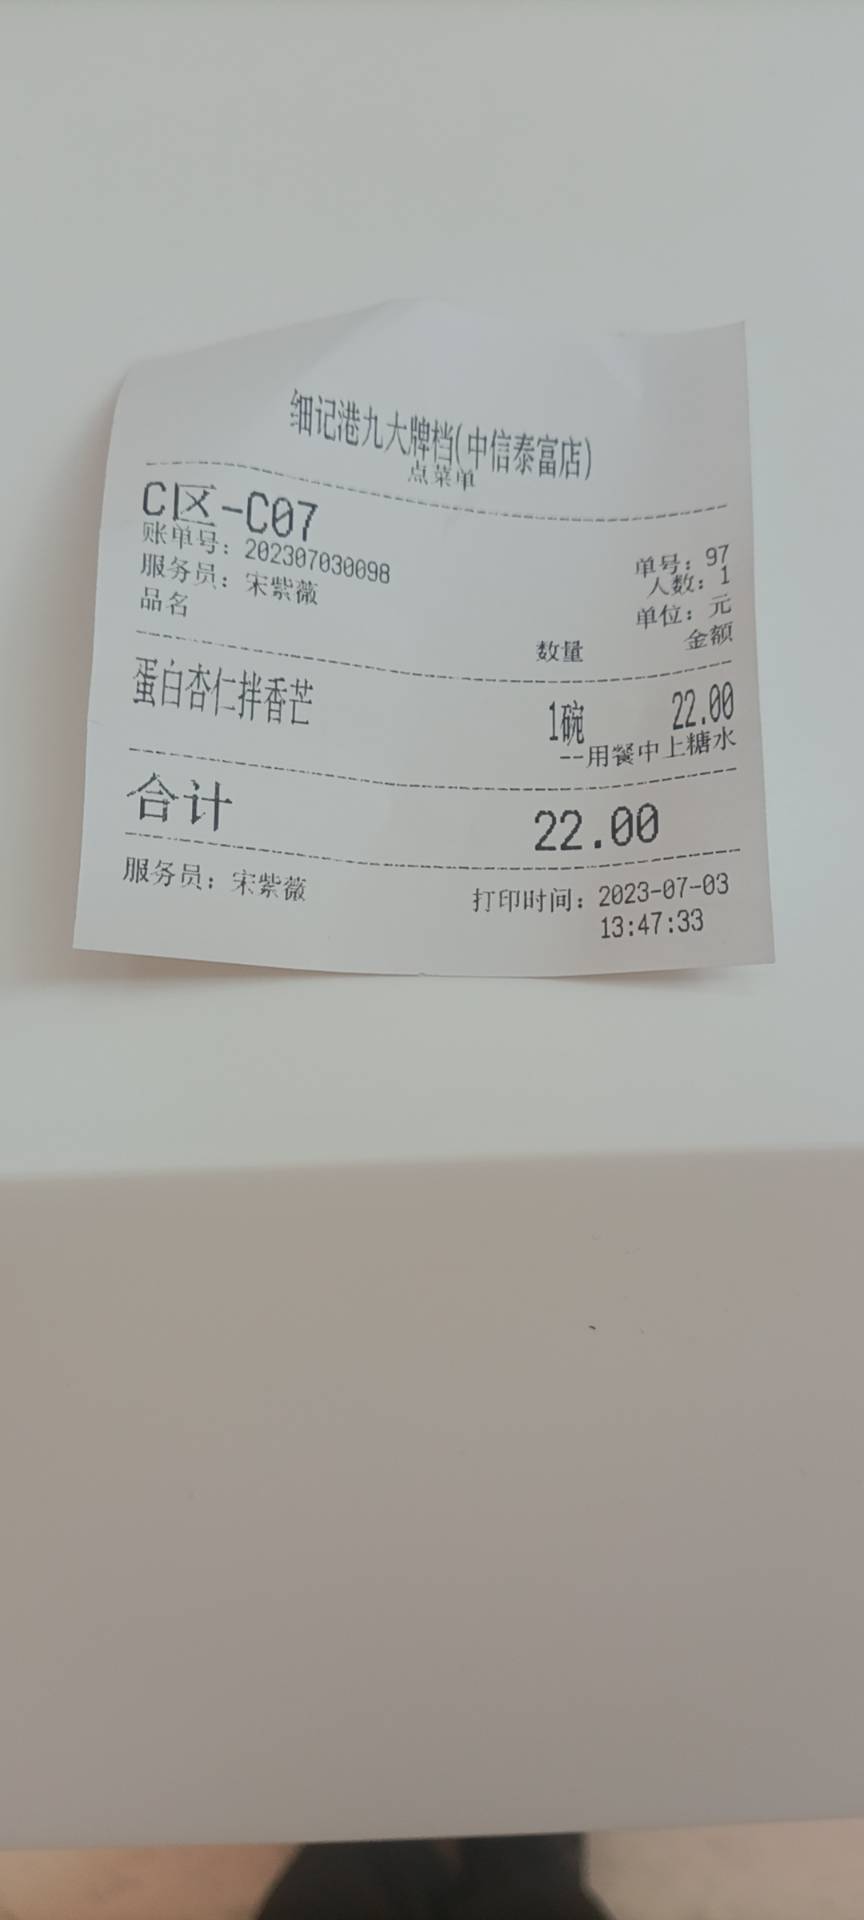 细记港九大牌档(中信泰富店)
点菜单
C区-C07
账单号：202307030098 单号：97
服务员：宋紫薇 人数：1
单位：元
品名 数量 金额
蛋白杏仁拌香芒 1碗 22.00
--用餐中上糖水
合计 22.00
服务员：宋紫薇 打印时间：2023-07-03
13:47:33